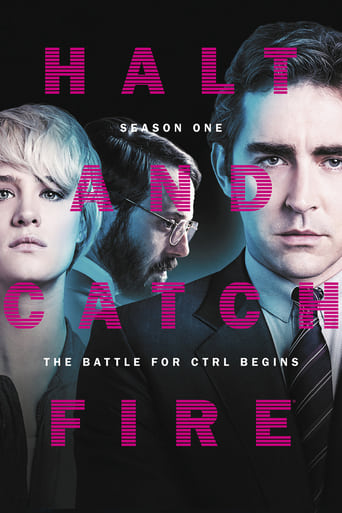 HALT
SEASON ONE
AND
CATCH
THE BATTLE FOR CTRL BEGINS
FIRE